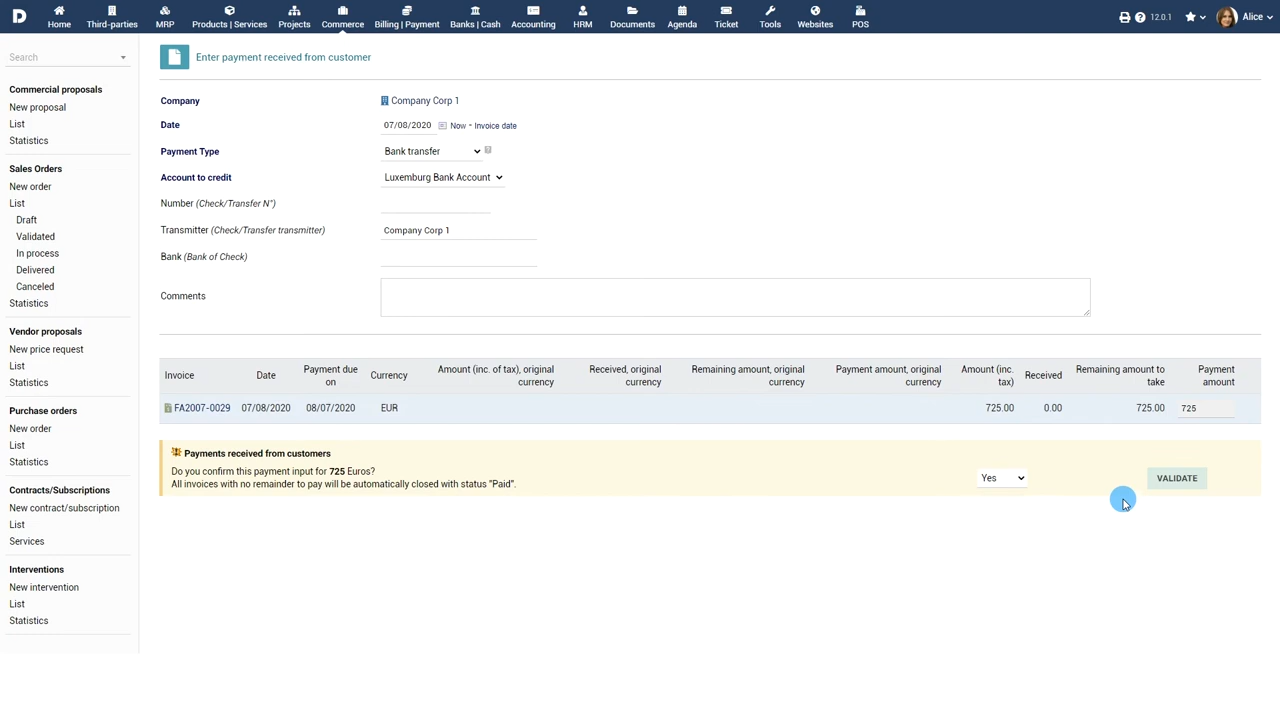 D Home Third-parties MRP Products | Services Projects Commerce Billing | Payment Banks | Cash Accounting HRM Documents Agenda Ticket Tools Websites POS 12.0.1 Alice
Search
Commercial proposals
New proposal
List
Statistics
Sales Orders
New order
List
Draft
Validated
In process
Delivered
Canceled
Statistics
Vendor proposals
New price request
List
Statistics
Purchase orders
New order
List
Statistics
Contracts/Subscriptions
New contract/subscription
List
Services
Interventions
New intervention
List
Statistics
Enter payment received from customer
Company Company Corp 1
Date 07/08/2020 Now - Invoice date
Payment Type Bank transfer
Account to credit Luxemburg Bank Account
Number (Check/Transfer N°)
Transmitter (Check/Transfer transmitter) Company Corp 1
Bank (Bank of Check)
Comments
Invoice Date Payment due on Currency Amount (inc. of tax), original currency Received, original currency Remaining amount, original currency Payment amount, original currency Amount (inc. tax) Received Remaining amount to take Payment amount
FA2007-0029 07/08/2020 08/07/2020 EUR 725.00 0.00 725.00 725
Payments received from customers
Do you confirm this payment input for 725 Euros?
All invoices with no remainder to pay will be automatically closed with status "Paid".
Yes VALIDATE